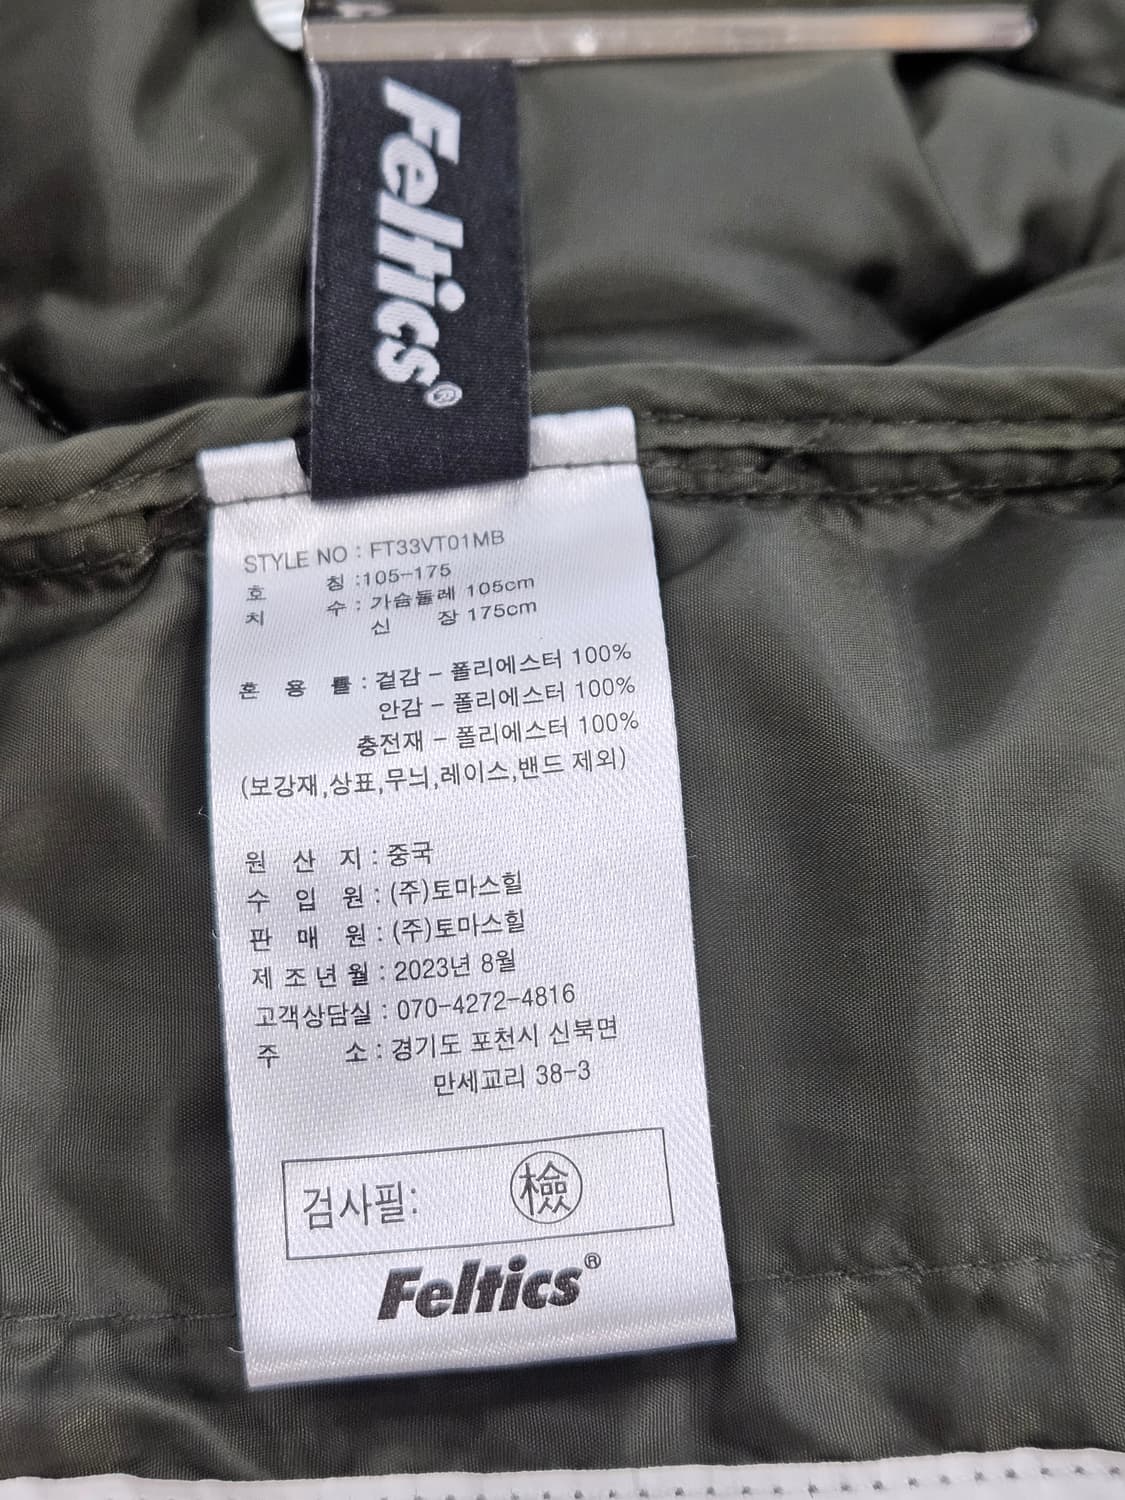 Feltics®
STYLE NO : FT33VT01MB
호 칭 :105-175
치 수 : 가슴둘레 105cm
신 장 175cm
혼 용 률 : 겉감 - 폴리에스터 100%
안감 - 폴리에스터 100%
충전재 - 폴리에스터 100%
(보강재,상표,무늬,레이스,밴드 제외)
원 산 지 : 중국
수 입 원 : (주)토마스힐
판 매 원 : (주)토마스힐
제 조 년 월 : 2023년 8월
고객상담실 : 070-4272-4816
주 소 : 경기도 포천시 신북면
만세교리 38-3
검사필: 檢
Feltics®